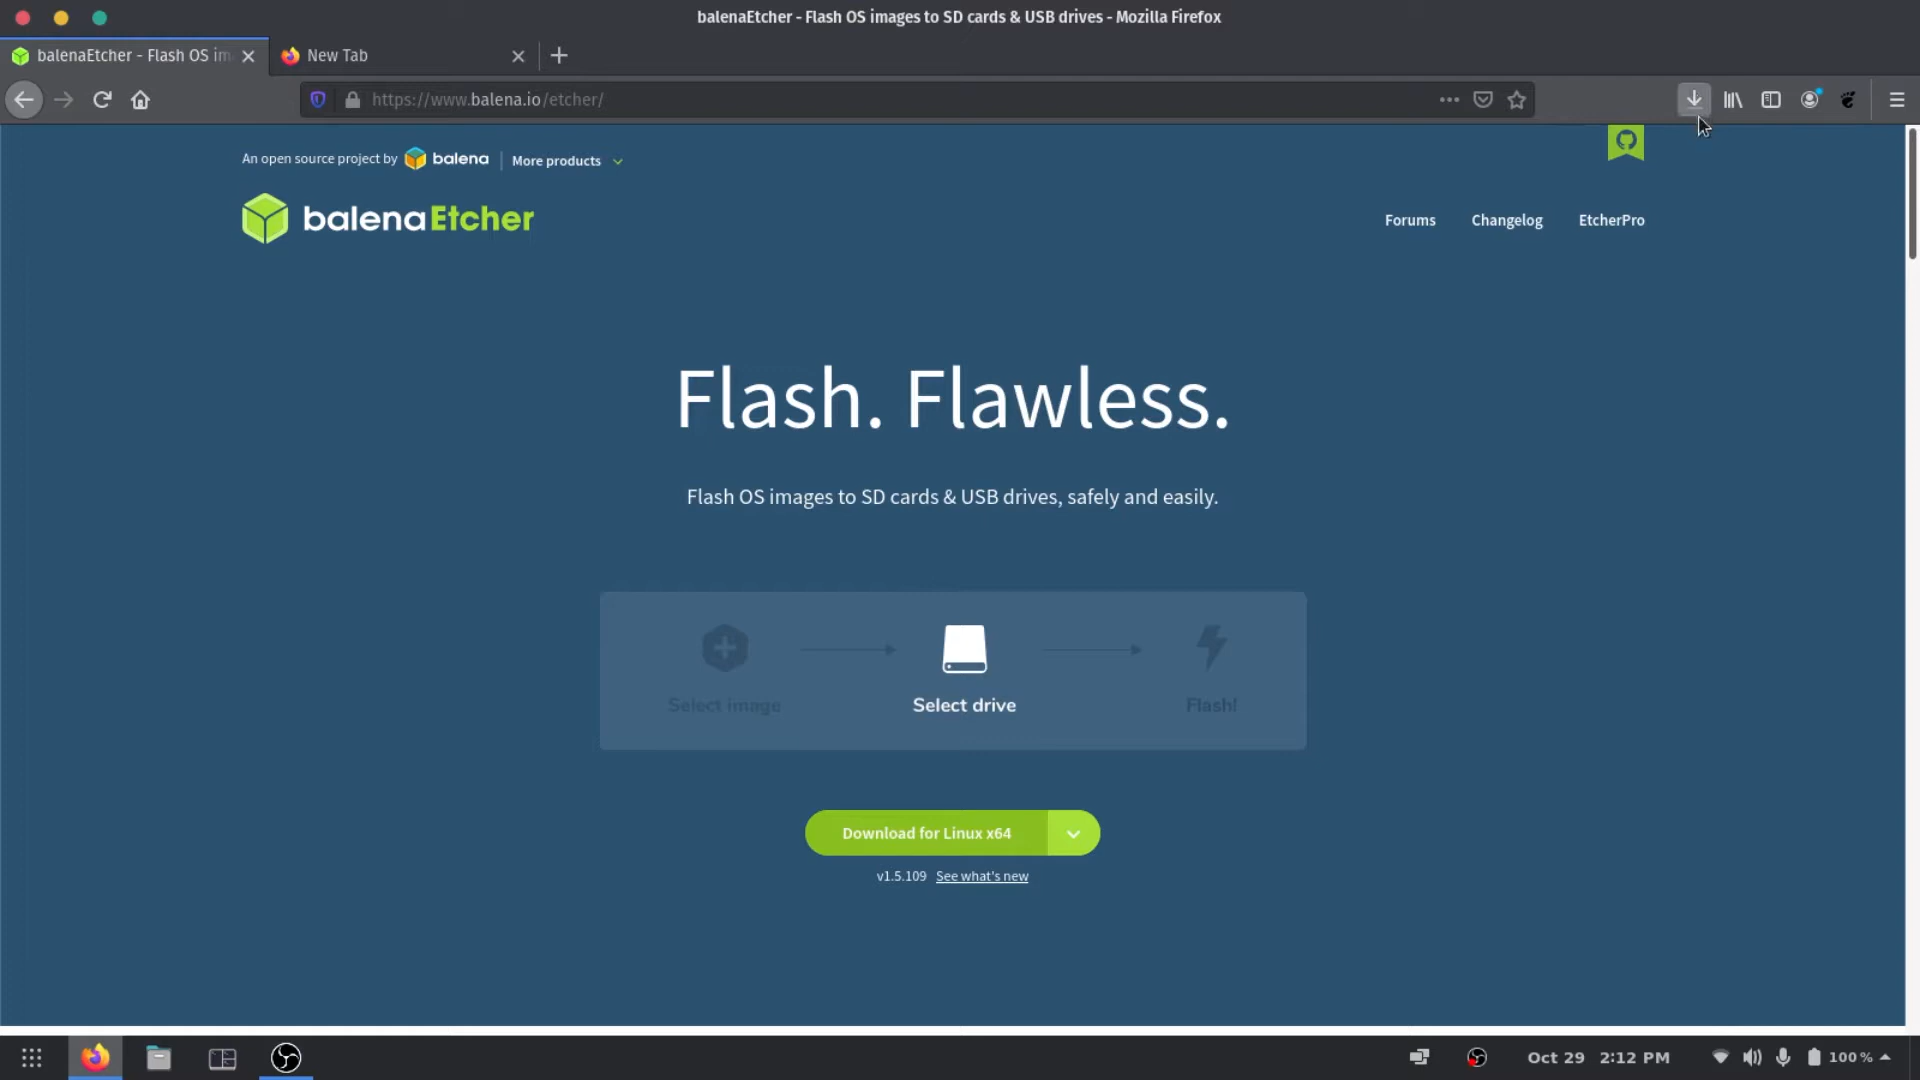 balenaEtcher - Flash OS images to SD cards & USB drives - Mozilla Firefox
balenaEtcher - Flash OS im
New Tab
https://www.balena.io/etcher/
An open source project by balena
More products
balenaEtcher
Forums
Changelog
EtcherPro
Flash. Flawless.
Flash OS images to SD cards & USB drives, safely and easily.
Select image
Select drive
Flash!
Download for Linux x64
v1.5.109 See what's new
Oct 29 2:12 PM
100 %